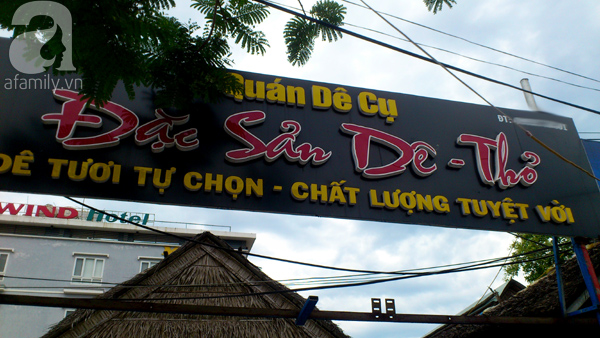 afamily.vn
Quán Dê Cụ
ĐT:
Đặc Sản Dê - Thỏ
DÊ TƯƠI TỰ CHỌN - CHẤT LƯỢNG TUYỆT VỜI
WIND Hotel